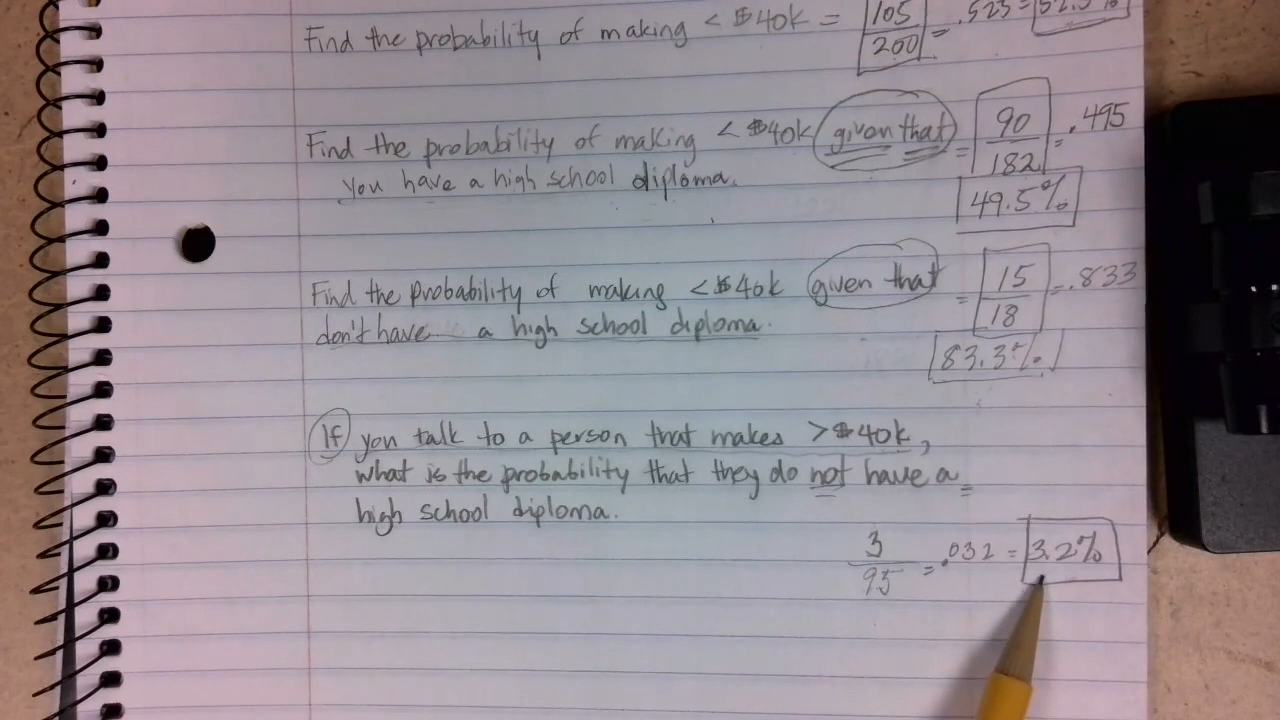 Find the probability of making < $40k = 105/200 = .525 = 52.5%
Find the probability of making < $40k given that = 90/182 = .495
you have a high school diploma.
49.5%
Find the probability of making < $40k given that = 15/18 = .833
don't have a high school diploma.
83.3%
If you talk to a person that makes > $40k,
what is the probability that they do not have a =
high school diploma.
3/95 = .032 = 3.2%